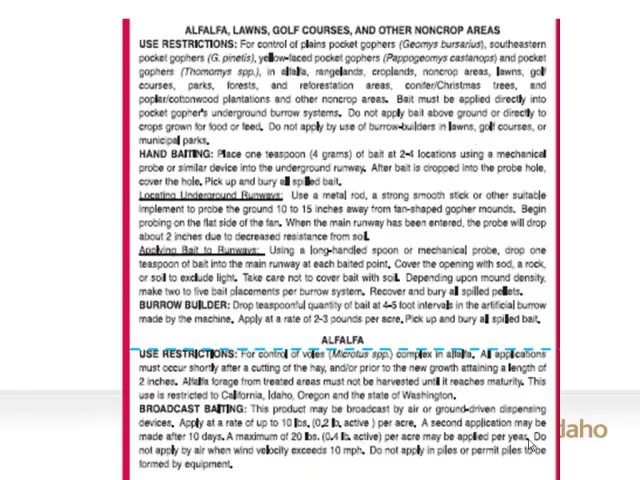 ALFALFA, LAWNS, GOLF COURSES, AND OTHER NONCROP AREAS
USE RESTRICTIONS: For control of plains pocket gophers (Geomys bursarius), southeastern
pocket gophers (G. pinetis), yellow-faced pocket gophers (Pappogeomys castanops) and pocket
gophers (Thomomys spp.), in alfalfa, rangelands, croplands, noncrop areas, lawns, golf
courses, parks, forests, and reforestation areas, conifer/Christmas trees, and
poplar/cottonwood plantations and other noncrop areas. Bait must be applied directly into
pocket gopher's underground burrow systems. Do not apply bait above ground or directly to
crops grown for food or feed. Do not apply by use of burrow-builders in lawns, golf courses, or
municipal parks.
HAND BAITING: Place one teaspoon (4 grams) of bait at 2-4 locations using a mechanical
probe or similar device into the underground runway. After bait is dropped into the probe hole,
cover the hole. Pick up and bury all spilled bait.
Locating Underground Runways: Use a metal rod, a strong smooth stick or other suitable
implement to probe the ground 10 to 15 inches away from fan-shaped gopher mounds. Begin
probing on the flat side of the fan. When the main runway has been entered, the probe will drop
about 2 inches due to decreased resistance from soil.
Applying Bait to Runways: Using a long-handled spoon or mechanical probe, drop one
teaspoon of bait into the main runway at each baited point. Cover the opening with sod, a rock,
or soil to exclude light. Take care not to cover bait with soil. Depending upon mound density,
make two to five bait placements per burrow system. Recover and bury all spilled pellets.
BURROW BUILDER: Drop teaspoonful quantity of bait at 4-5 foot intervals in the artificial burrow
made by the machine. Apply at a rate of 2-3 pounds per acre. Pick up and bury all spilled bait.
ALFALFA
USE RESTRICTIONS: For control of voles (Microtus spp.) complex in alfalfa. All applications
must occur shortly after a cutting of the hay, and/or prior to the new growth attaining a length of
2 inches. Alfalfa forage from treated areas must not be harvested until it reaches maturity. This
use is restricted to California, Idaho, Oregon and the state of Washington.
BROADCAST BAITING: This product may be broadcast by air or ground-driven dispensing
devices. Apply at a rate of up to 10 lbs. (0.2 lb. active ) per acre. A second application may be
made after 10 days. A maximum of 20 lbs. (0.4 lb. active) per acre may be applied per year. Do
not apply by air when wind velocity exceeds 10 mph. Do not apply in piles or permit piles to be
formed by equipment.
daho